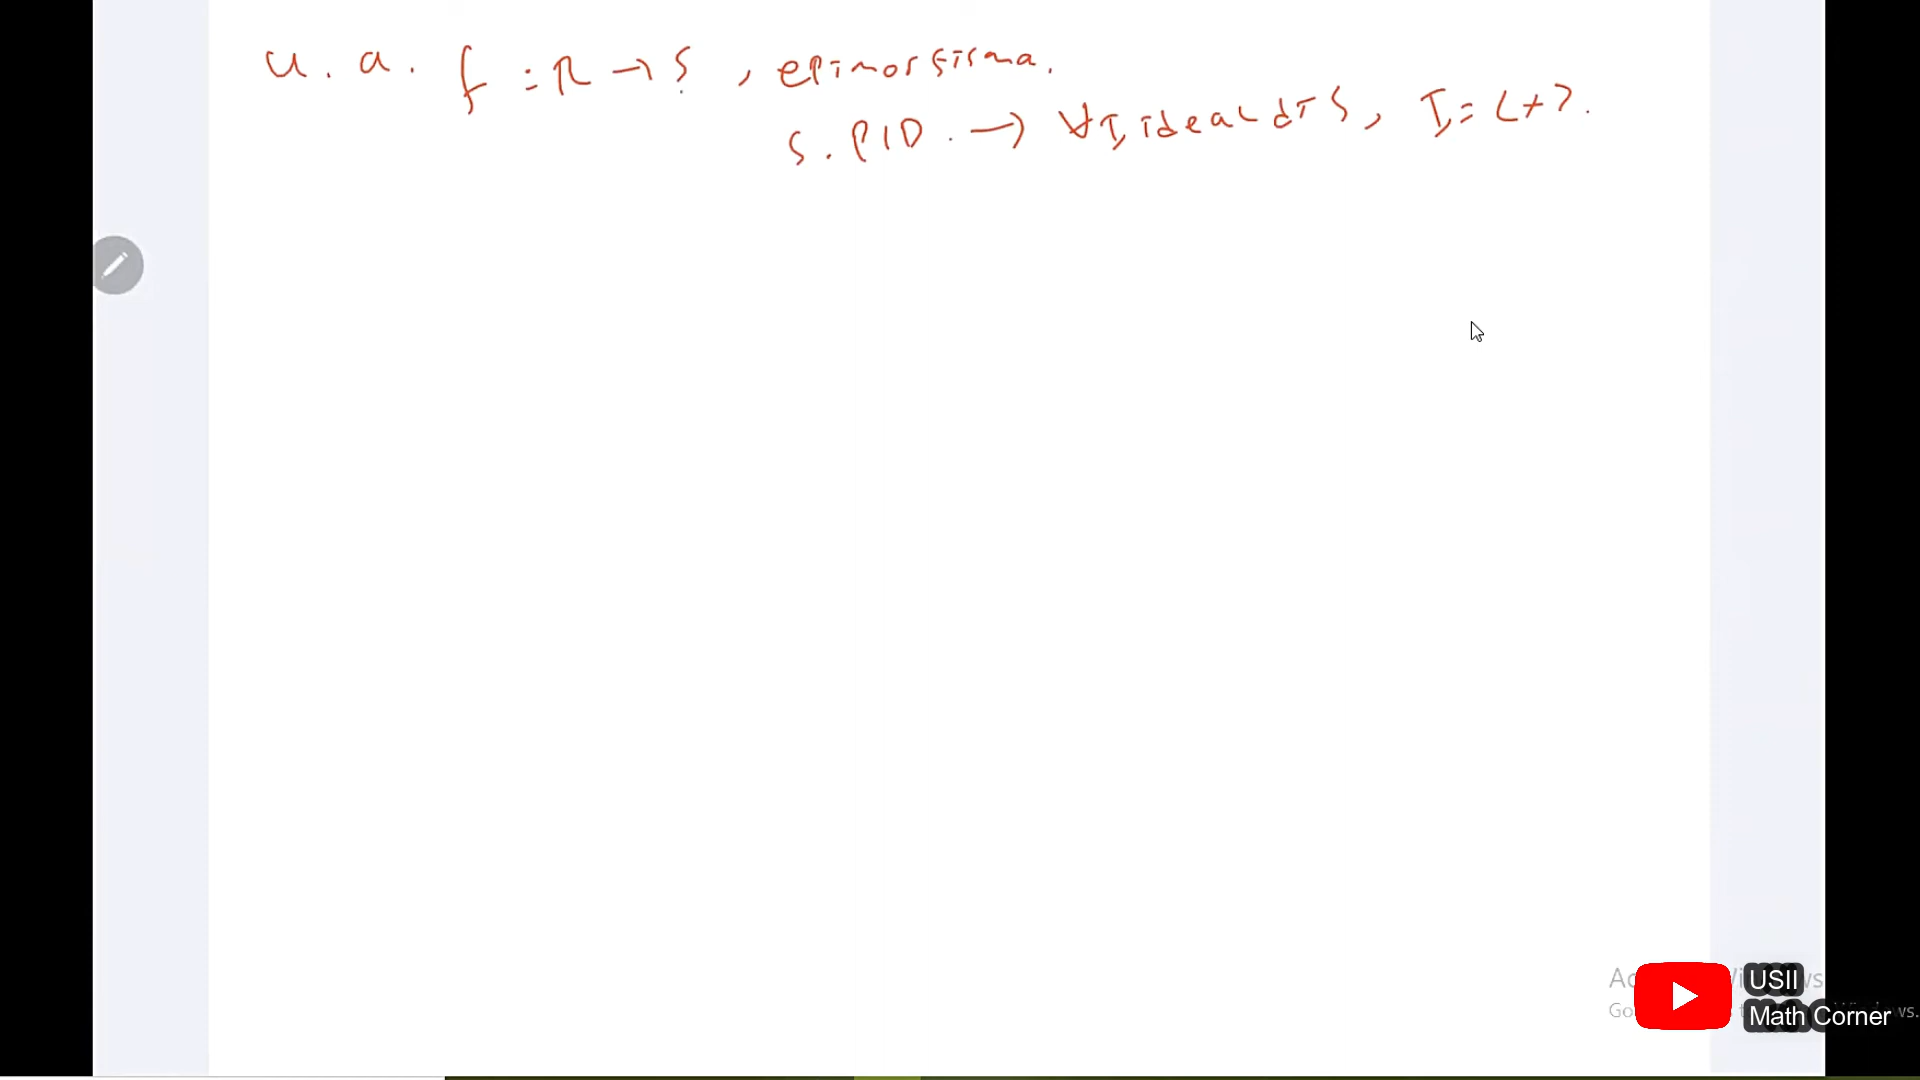 u. a. f : R → S , epimorfisma.
S. PID. → ∀ I ideal di S, I = <x>.
USII
Math Corner